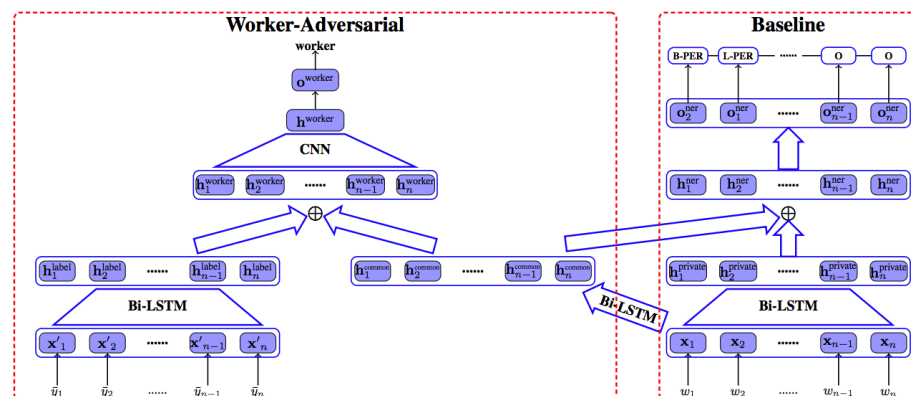 Worker-Adversarial
worker
o^worker
h^worker
CNN
h_1^worker h_2^worker ...... h_{n-1}^worker h_n^worker
⊕
h_1^label h_2^label ...... h_{n-1}^label h_n^label
h_1^common h_2^common ...... h_{n-1}^common h_n^common
Bi-LSTM
Bi-LSTM
x'_1 x'_2 ...... x'_{n-1} x'_n
ȳ_1 ȳ_2 ...... ȳ_{n-1} ȳ_n
Baseline
B-PER L-PER ...... O O
o_2^ner o_1^ner ...... o_{n-1}^ner o_n^ner
h_1^ner h_2^ner ...... h_{n-1}^ner h_n^ner
⊕
h_1^private h_2^private ...... h_{n-1}^private h_n^private
Bi-LSTM
x_1 x_2 ...... x_{n-1} x_n
w_1 w_2 ...... w_{n-1} w_n